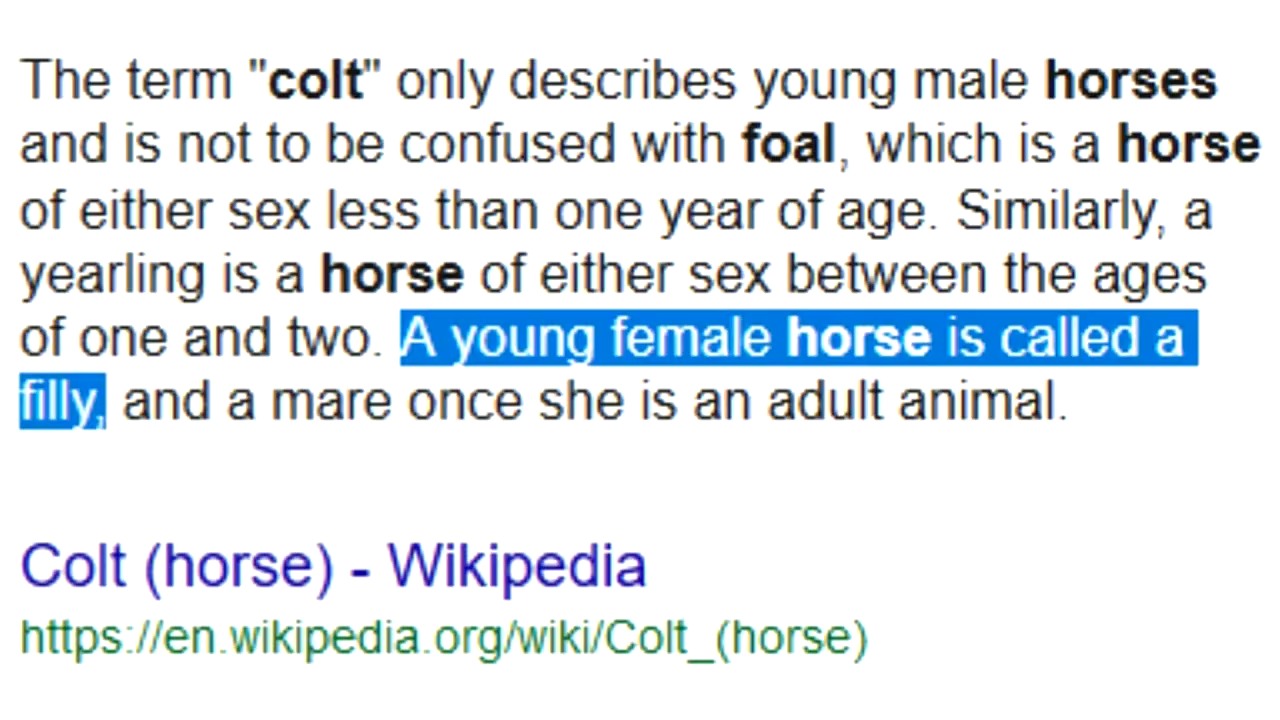 The term "colt" only describes young male horses
and is not to be confused with foal, which is a horse
of either sex less than one year of age. Similarly, a
yearling is a horse of either sex between the ages
of one and two. A young female horse is called a
filly, and a mare once she is an adult animal.
Colt (horse) - Wikipedia
https://en.wikipedia.org/wiki/Colt_(horse)